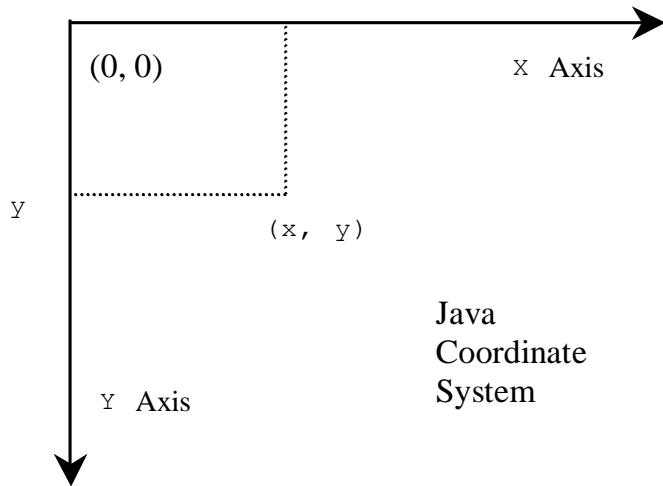 (0, 0)
X Axis
y
(x, y)
Java
Coordinate
System
Y Axis